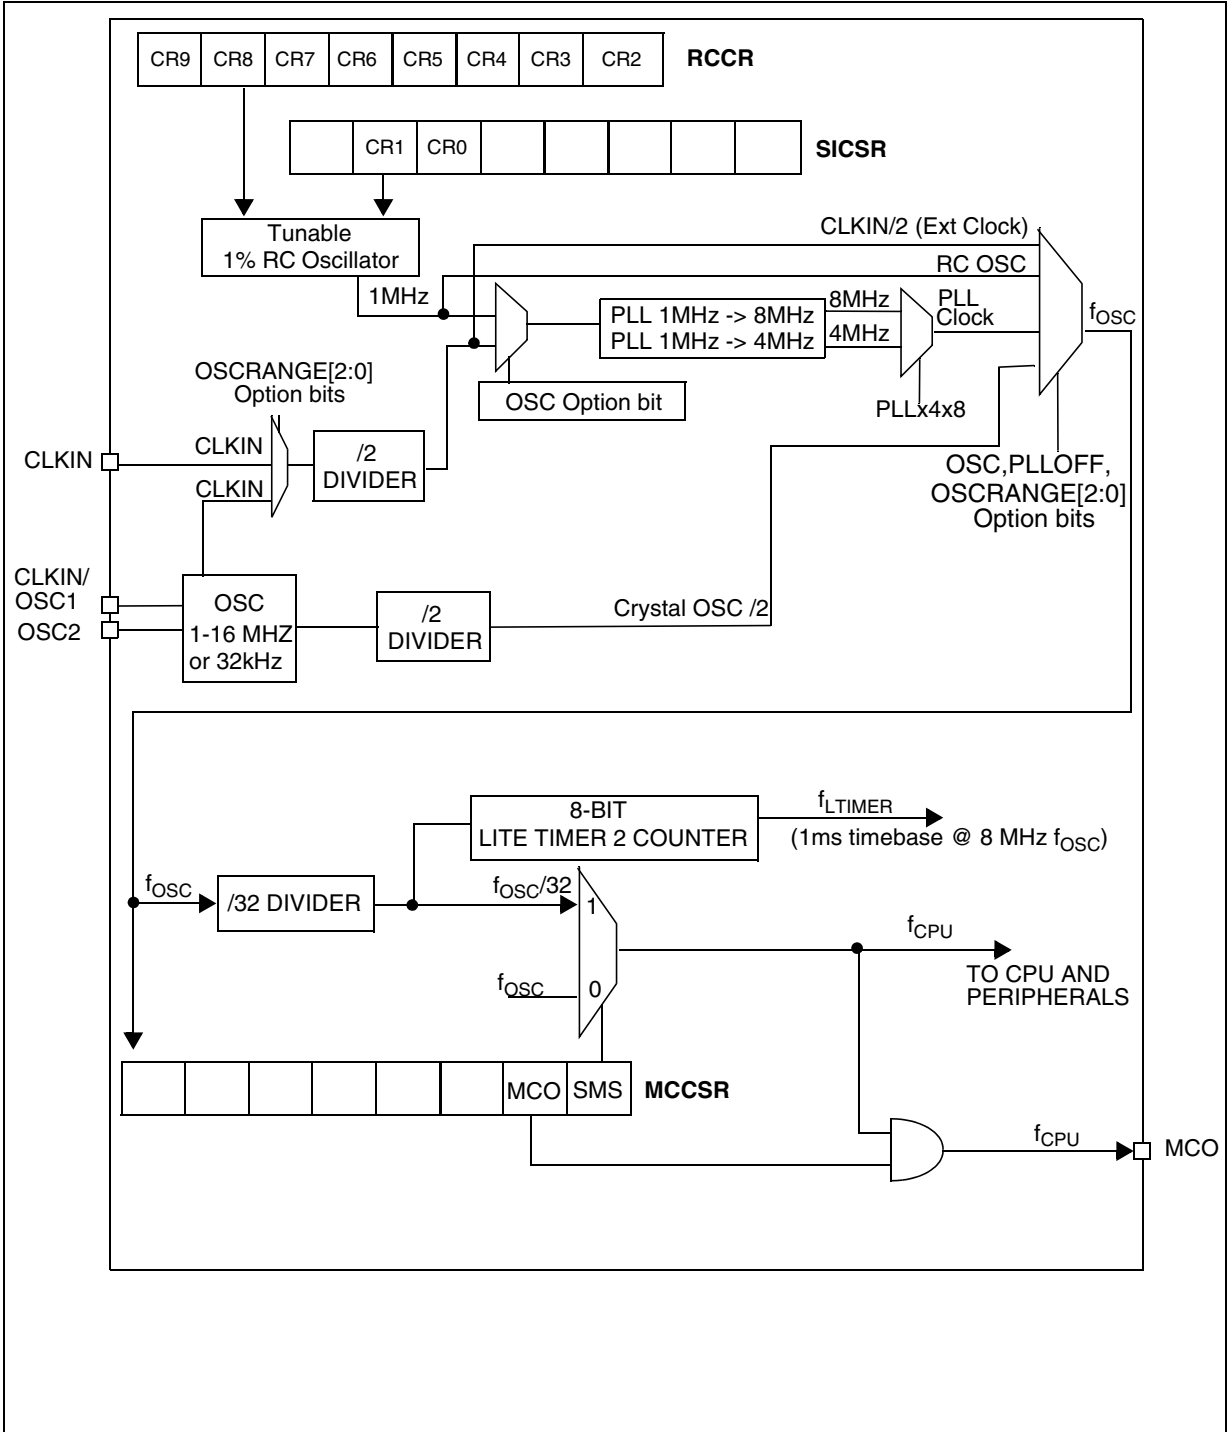 CR9 CR8 CR7 CR6 CR5 CR4 CR3 CR2 RCCR
CR1 CR0 SICSR
Tunable
1% RC Oscillator
CLKIN/2 (Ext Clock)
RC OSC
1MHz
PLL 1MHz -> 8MHz
PLL 1MHz -> 4MHz
8MHz
4MHz
PLL
Clock
fOSC
OSCRANGE[2:0]
Option bits
OSC Option bit
PLLx4x8
CLKIN
CLKIN
CLKIN
/2
DIVIDER
OSC,PLLOFF,
OSCRANGE[2:0]
Option bits
CLKIN/
OSC1
OSC2
OSC
1-16 MHZ
or 32kHz
/2
DIVIDER
Crystal OSC /2
8-BIT
LITE TIMER 2 COUNTER
fLTIMER
(1ms timebase @ 8 MHz fOSC)
fOSC
/32 DIVIDER
fOSC/32
1
fOSC
0
fCPU
TO CPU AND
PERIPHERALS
MCO SMS MCCSR
fCPU
MCO